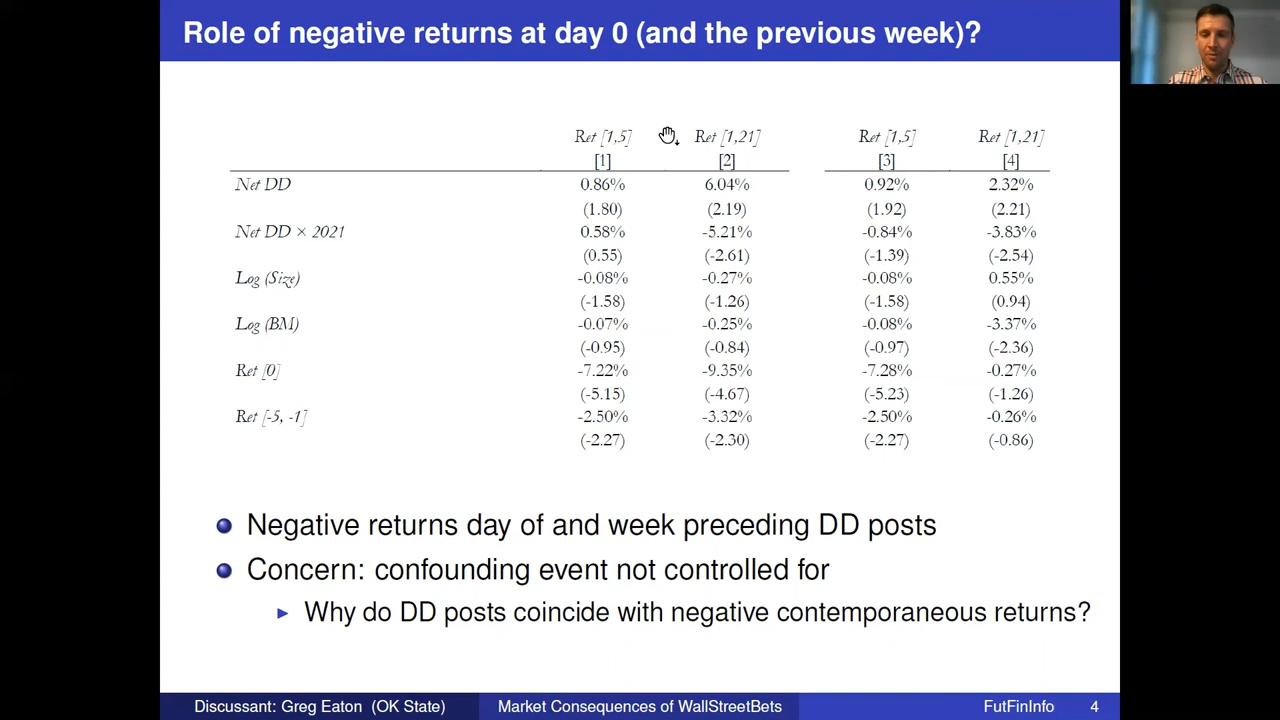 Role of negative returns at day 0 (and the previous week)?
Ret [1,5] Ret [1,21] Ret [1,5] Ret [1,21]
[1] [2] [3] [4]
Net DD 0.86% 6.04% 0.92% 2.32%
(1.80) (2.19) (1.92) (2.21)
Net DD × 2021 0.58% -5.21% -0.84% -3.83%
(0.55) (-2.61) (-1.39) (-2.54)
Log (Size) -0.08% -0.27% -0.08% 0.55%
(-1.58) (-1.26) (-1.58) (0.94)
Log (BM) -0.07% -0.25% -0.08% -3.37%
(-0.95) (-0.84) (-0.97) (-2.36)
Ret [0] -7.22% -9.35% -7.28% -0.27%
(-5.15) (-4.67) (-5.23) (-1.26)
Ret [-5, -1] -2.50% -3.32% -2.50% -0.26%
(-2.27) (-2.30) (-2.27) (-0.86)
Negative returns day of and week preceding DD posts
Concern: confounding event not controlled for
Why do DD posts coincide with negative contemporaneous returns?
Discussant: Greg Eaton (OK State) Market Consequences of WallStreetBets FutFinInfo 4